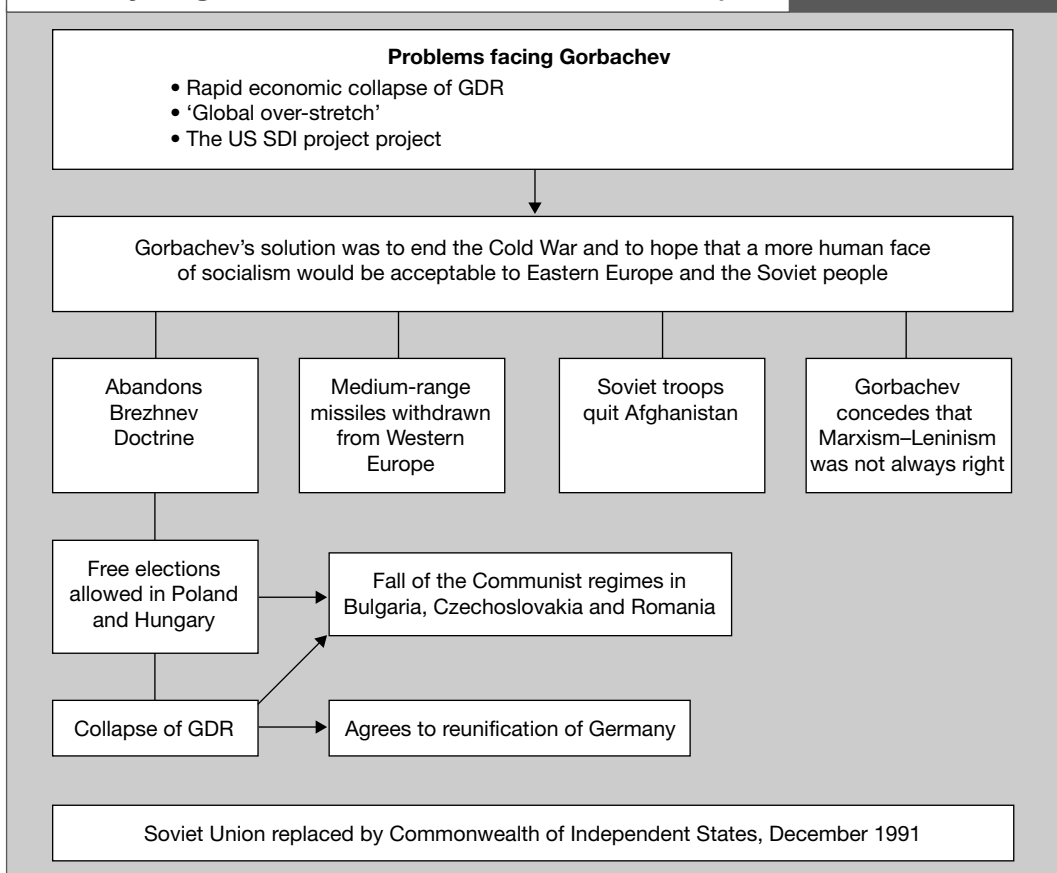 Problems facing Gorbachev
• Rapid economic collapse of GDR
• ‘Global over-stretch’
• The US SDI project project
Gorbachev’s solution was to end the Cold War and to hope that a more human face
of socialism would be acceptable to Eastern Europe and the Soviet people
Abandons
Brezhnev
Doctrine
Medium-range
missiles withdrawn
from Western
Europe
Soviet troops
quit Afghanistan
Gorbachev
concedes that
Marxism–Leninism
was not always right
Free elections
allowed in Poland
and Hungary
Fall of the Communist regimes in
Bulgaria, Czechoslovakia and Romania
Collapse of GDR
Agrees to reunification of Germany
Soviet Union replaced by Commonwealth of Independent States, December 1991